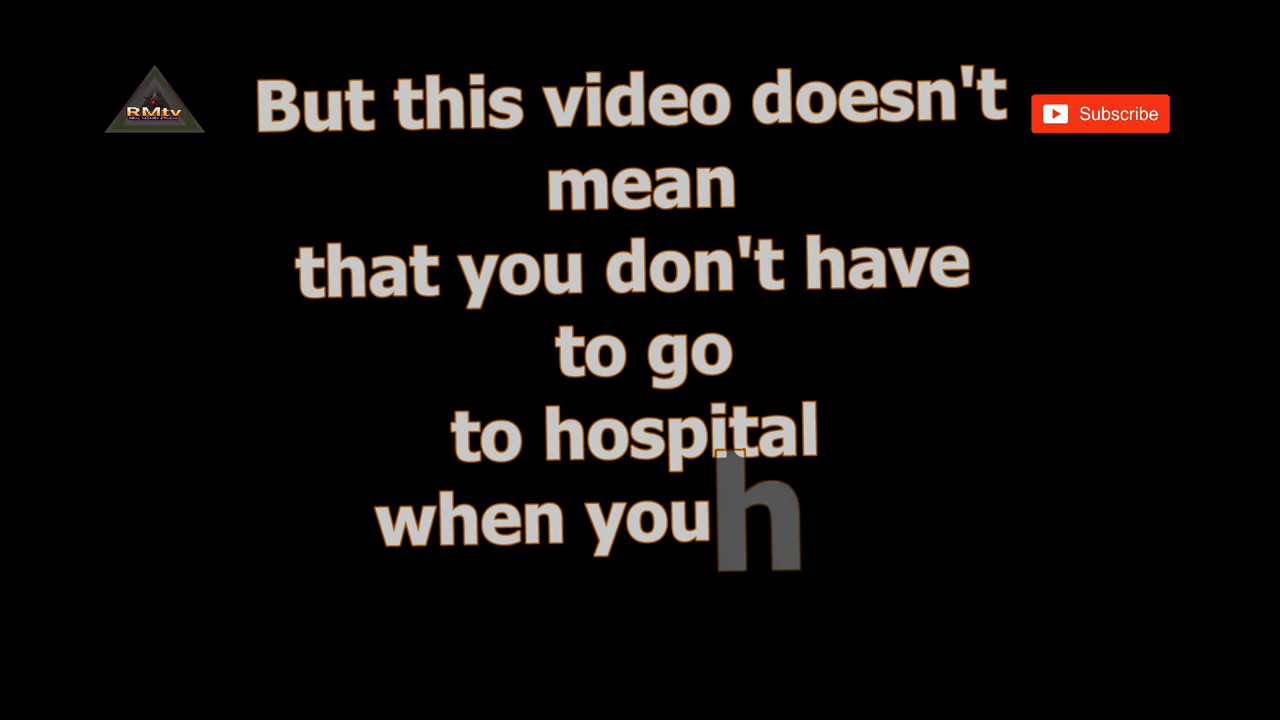 RMtv
But this video doesn't
Subscribe
mean
that you don't have
to go
to hospital
when you h